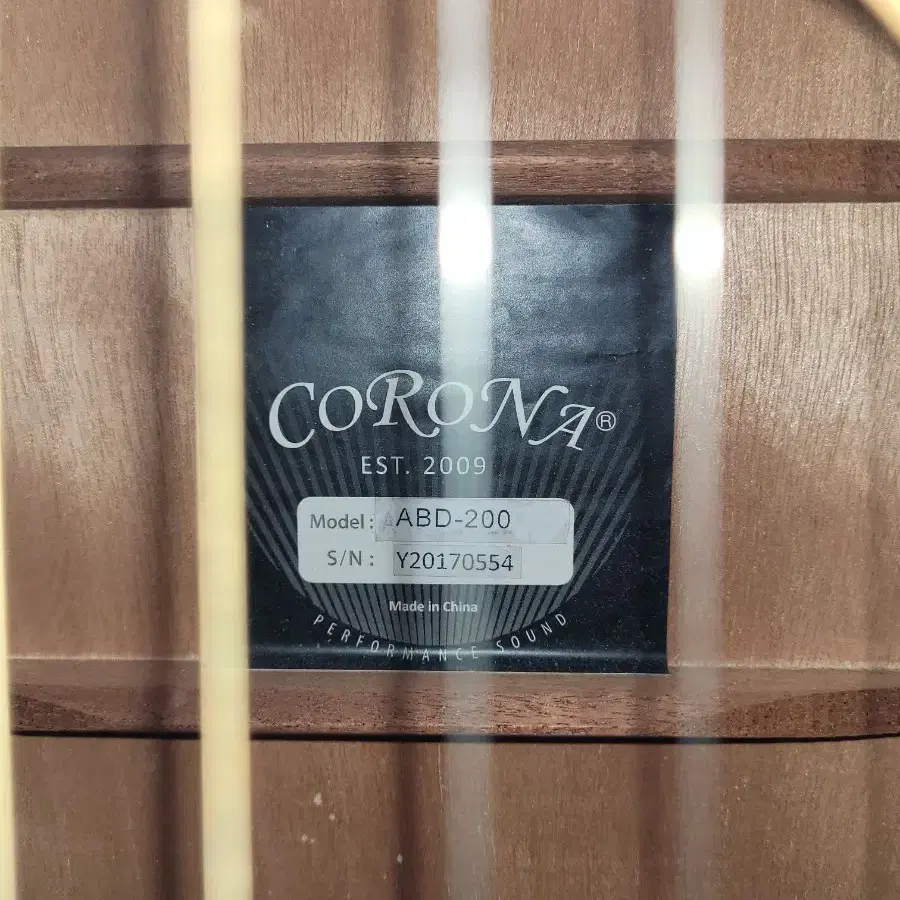 CORONA®
EST. 2009
Model: ABD-200
S/N: Y20170554
Made in China
PERFORMANCE SOUND